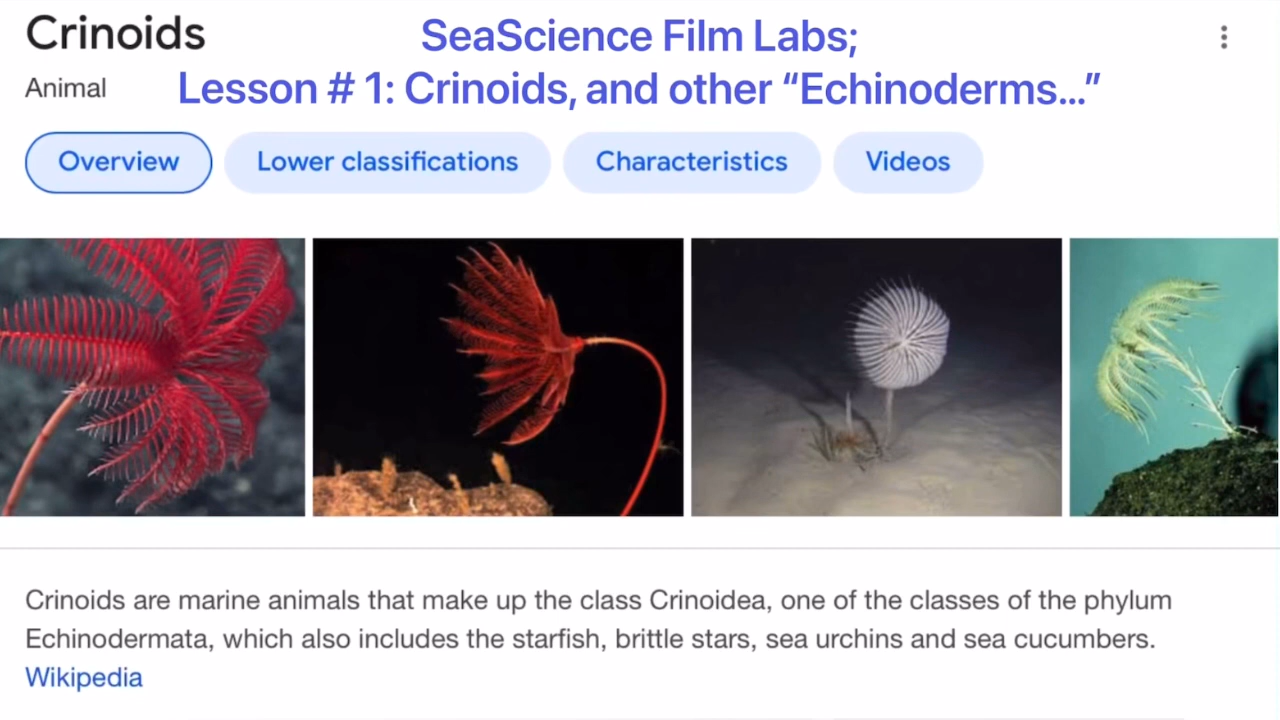 Crinoids
SeaScience Film Labs;
Animal
Lesson # 1: Crinoids, and other “Echinoderms...”
Overview
Lower classifications
Characteristics
Videos
Crinoids are marine animals that make up the class Crinoidea, one of the classes of the phylum
Echinodermata, which also includes the starfish, brittle stars, sea urchins and sea cucumbers.
Wikipedia